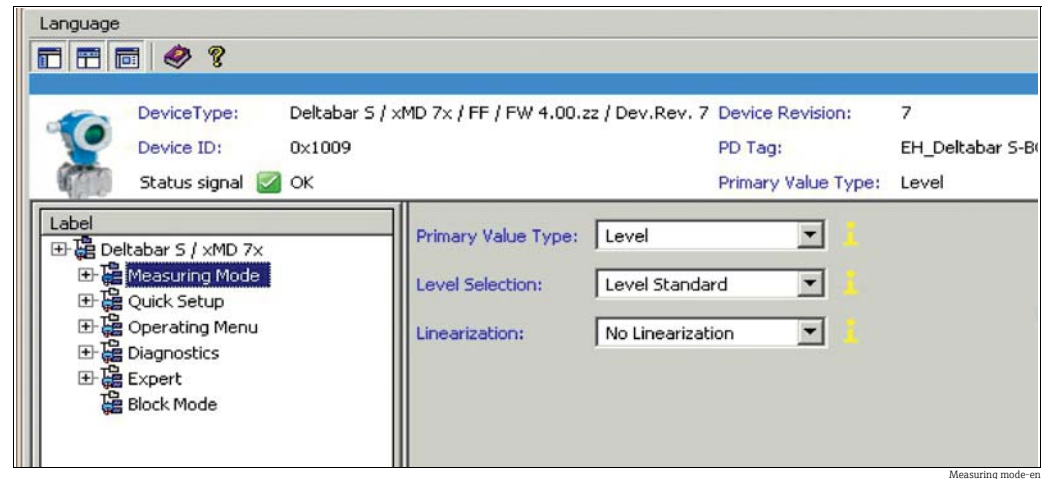 Language
DeviceType: Deltabar S / xMD 7x / FF / FW 4.00.zz / Dev.Rev. 7 Device Revision: 7
Device ID: 0x1009 PD Tag: EH_Deltabar S-B
Status signal OK Primary Value Type: Level
Label
Deltabar S / xMD 7x
Measuring Mode
Quick Setup
Operating Menu
Diagnostics
Expert
Block Mode
Primary Value Type: Level
Level Selection: Level Standard
Linearization: No Linearization
Measuring mode-en